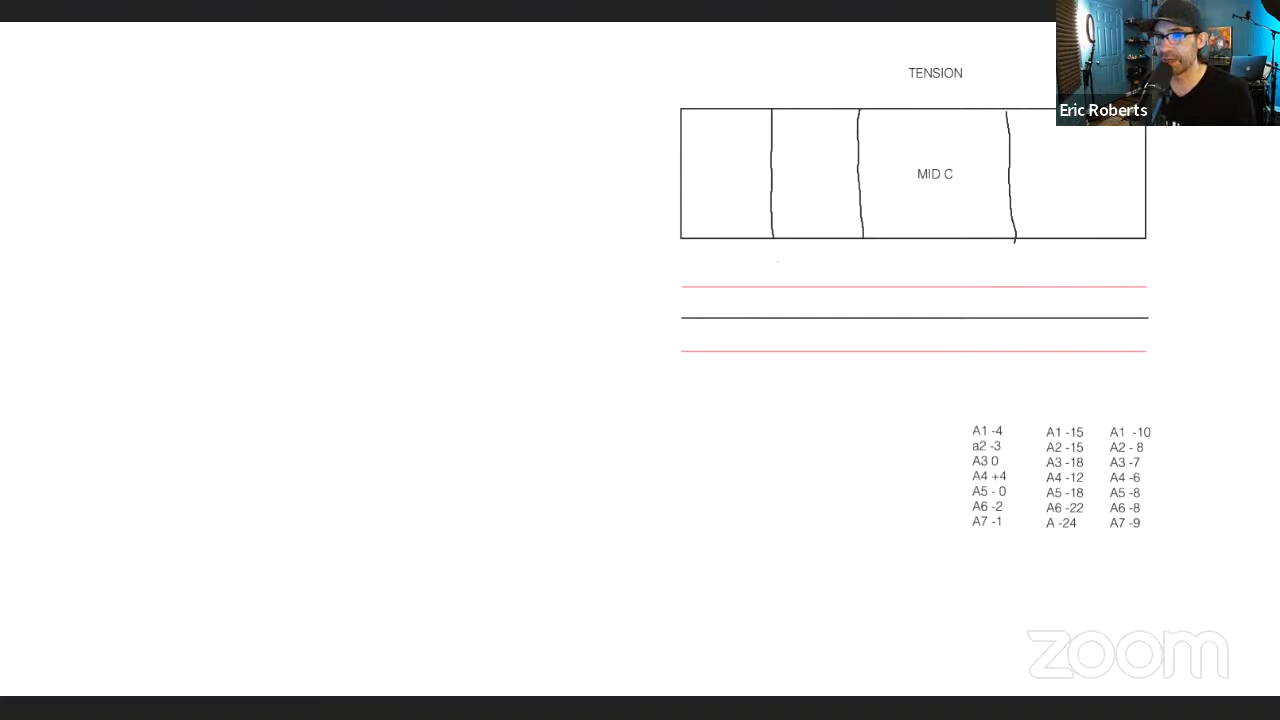 TENSION
Eric Roberts
MID C
A1 -4
a2 -3
A3 0
A4 +4
A5 - 0
A6 -2
A7 -1
A1 -15
A2 -15
A3 -18
A4 -12
A5 -18
A6 -22
A -24
A1  -10
A2 - 8
A3 -7
A4 -6
A5 -8
A6 -8
A7 -9
zoom